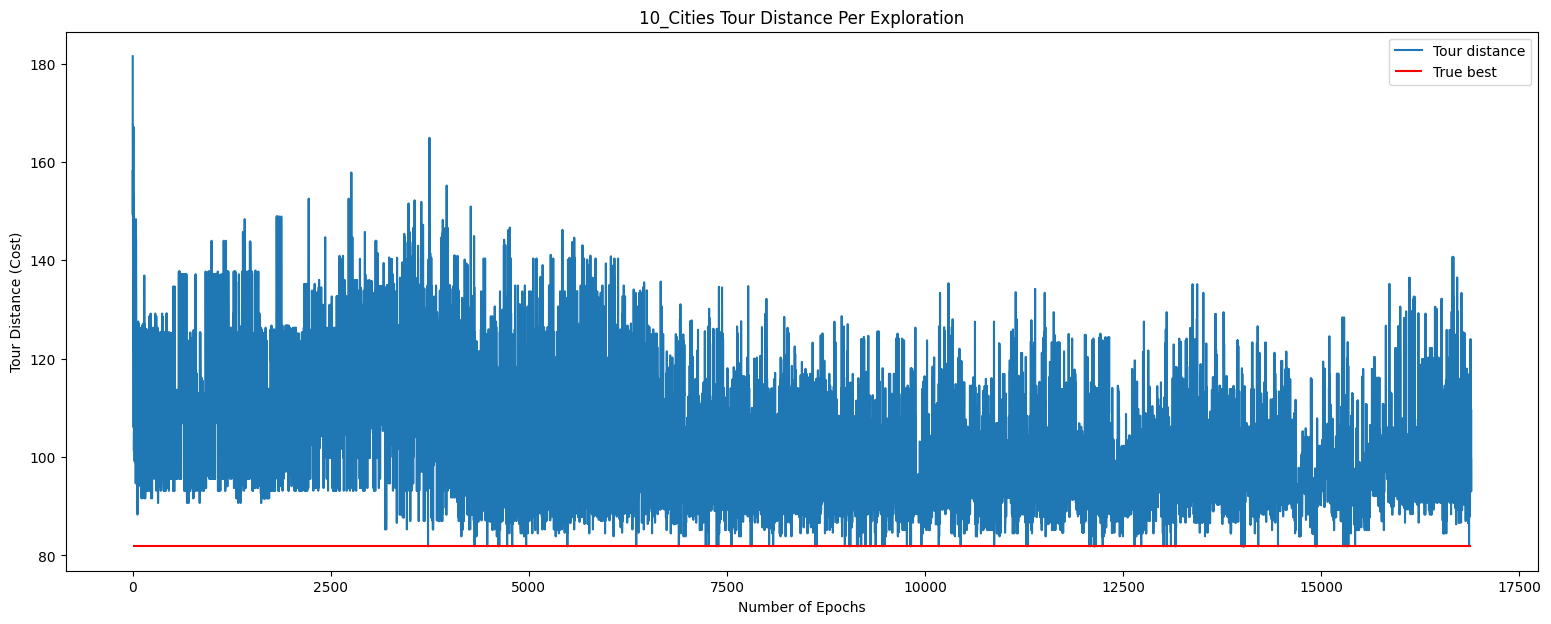 10_Cities Tour Distance Per Exploration
Tour distance
True best
Tour Distance (Cost)
180
160
140
120
100
80
0 2500 5000 7500 10000 12500 15000 17500
Number of Epochs